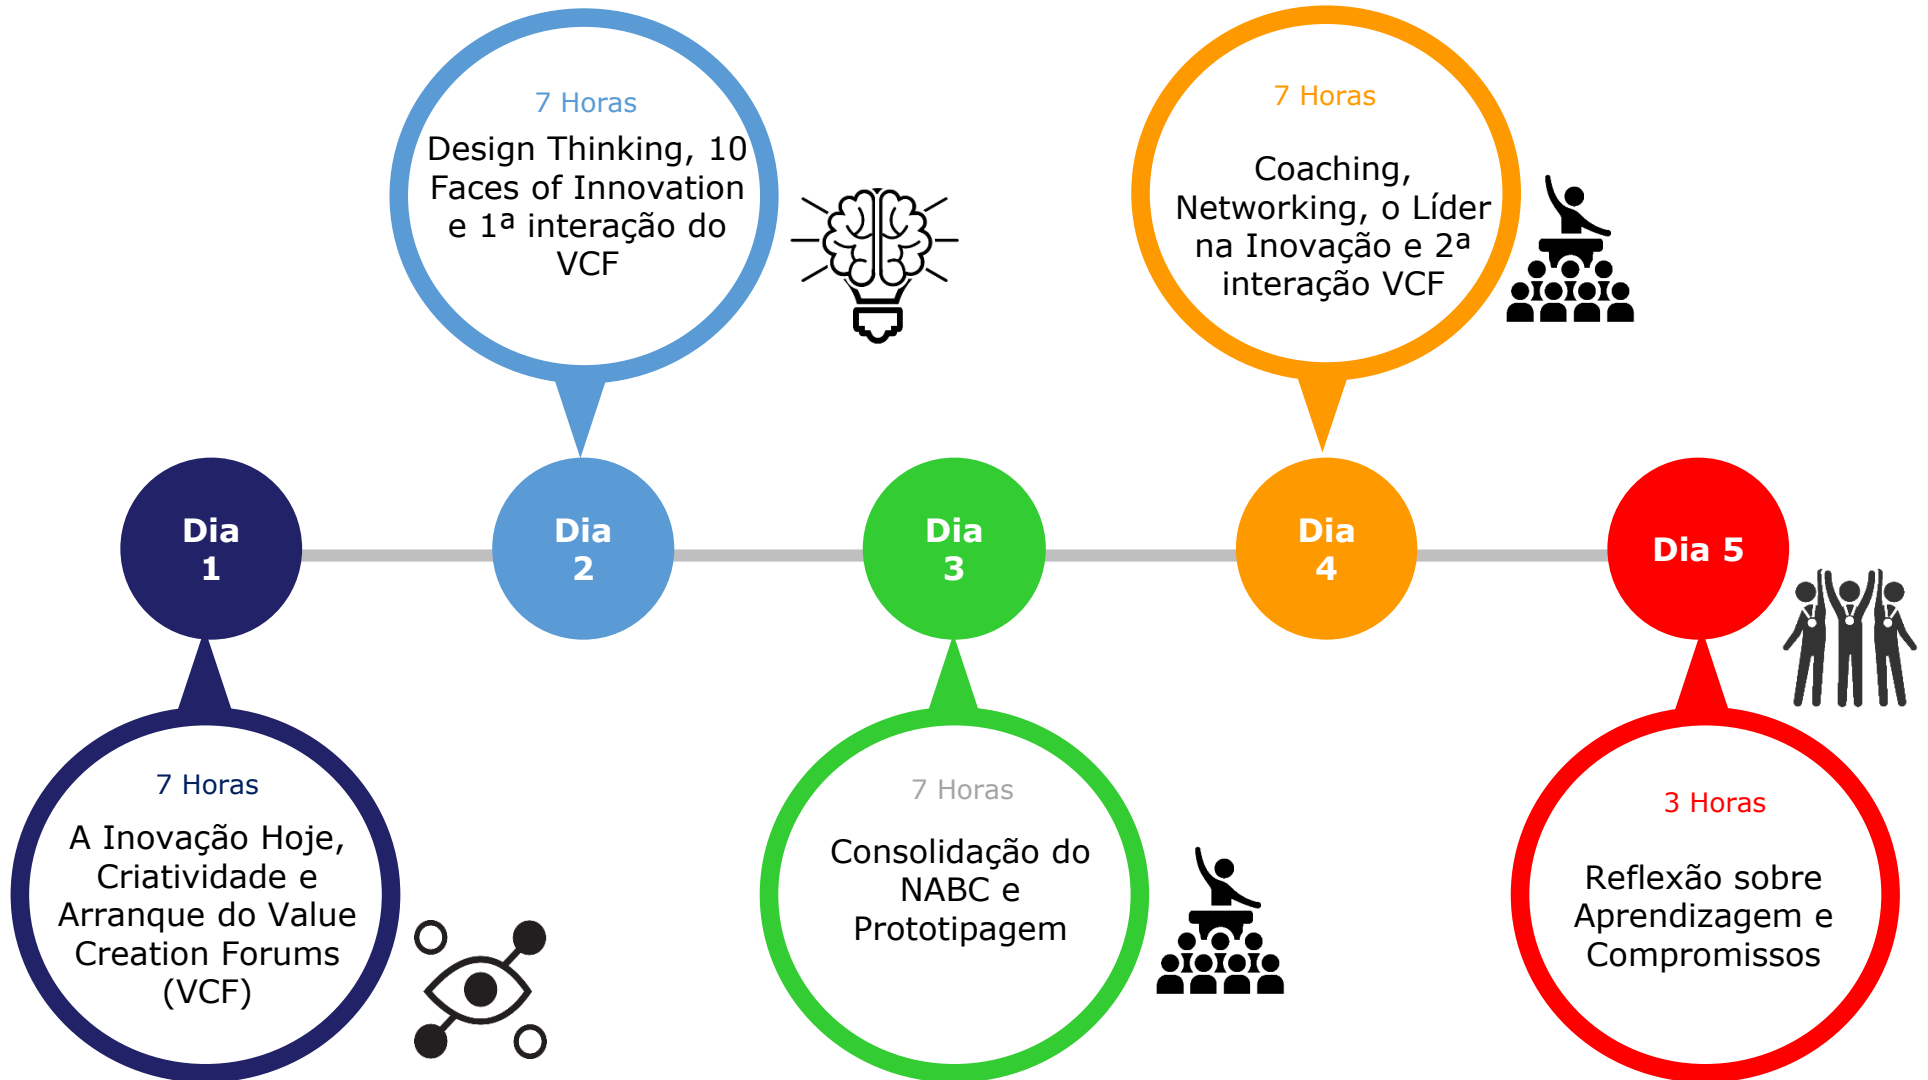 7 Horas
Design Thinking, 10
Faces of Innovation
e 1ª interação do
VCF
7 Horas
Coaching,
Networking, o Líder
na Inovação e 2ª
interação VCF
Dia
1
Dia
2
Dia
3
Dia
4
Dia 5
7 Horas
A Inovação Hoje,
Criatividade e
Arranque do Value
Creation Forums
(VCF)
7 Horas
Consolidação do
NABC e
Prototipagem
3 Horas
Reflexão sobre
Aprendizagem e
Compromissos